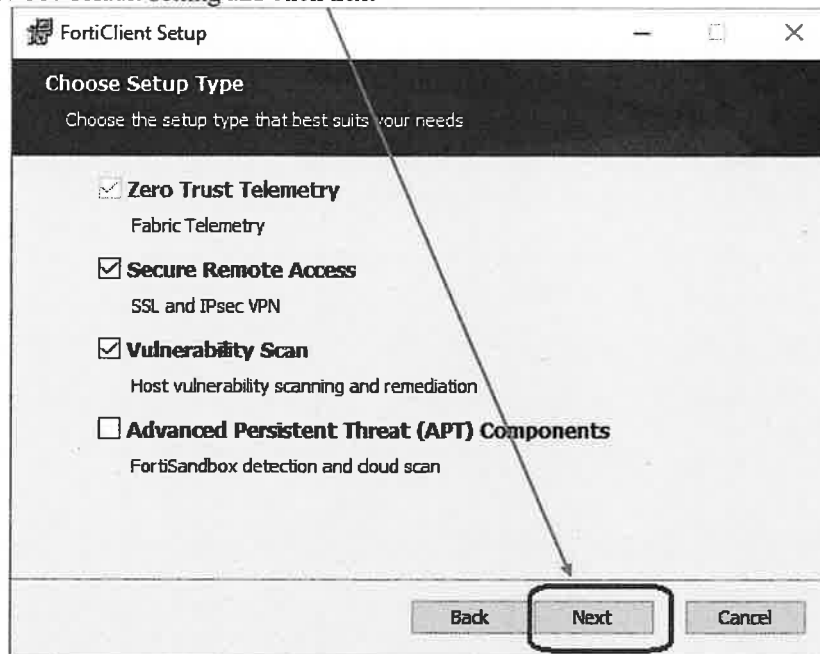 FortiClient Setup
Choose Setup Type
Choose the setup type that best suits your needs
Zero Trust Telemetry
Fabric Telemetry
Secure Remote Access
SSL and IPsec VPN
Vulnerability Scan
Host vulnerability scanning and remediation
Advanced Persistent Threat (APT) Components
FortiSandbox detection and cloud scan
Back Next Cancel